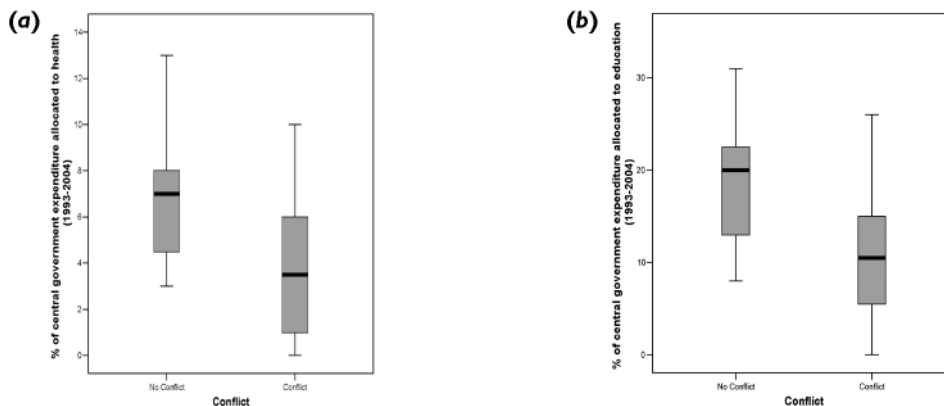 (a)
% of central government expenditure allocated to health
(1993-2004)
14
12
10
8
6
4
2
0
No Conflict
Conflict
Conflict
(b)
% of central government expenditure allocated to education
(1993-2004)
30
20
10
0
No Conflict
Conflict
Conflict